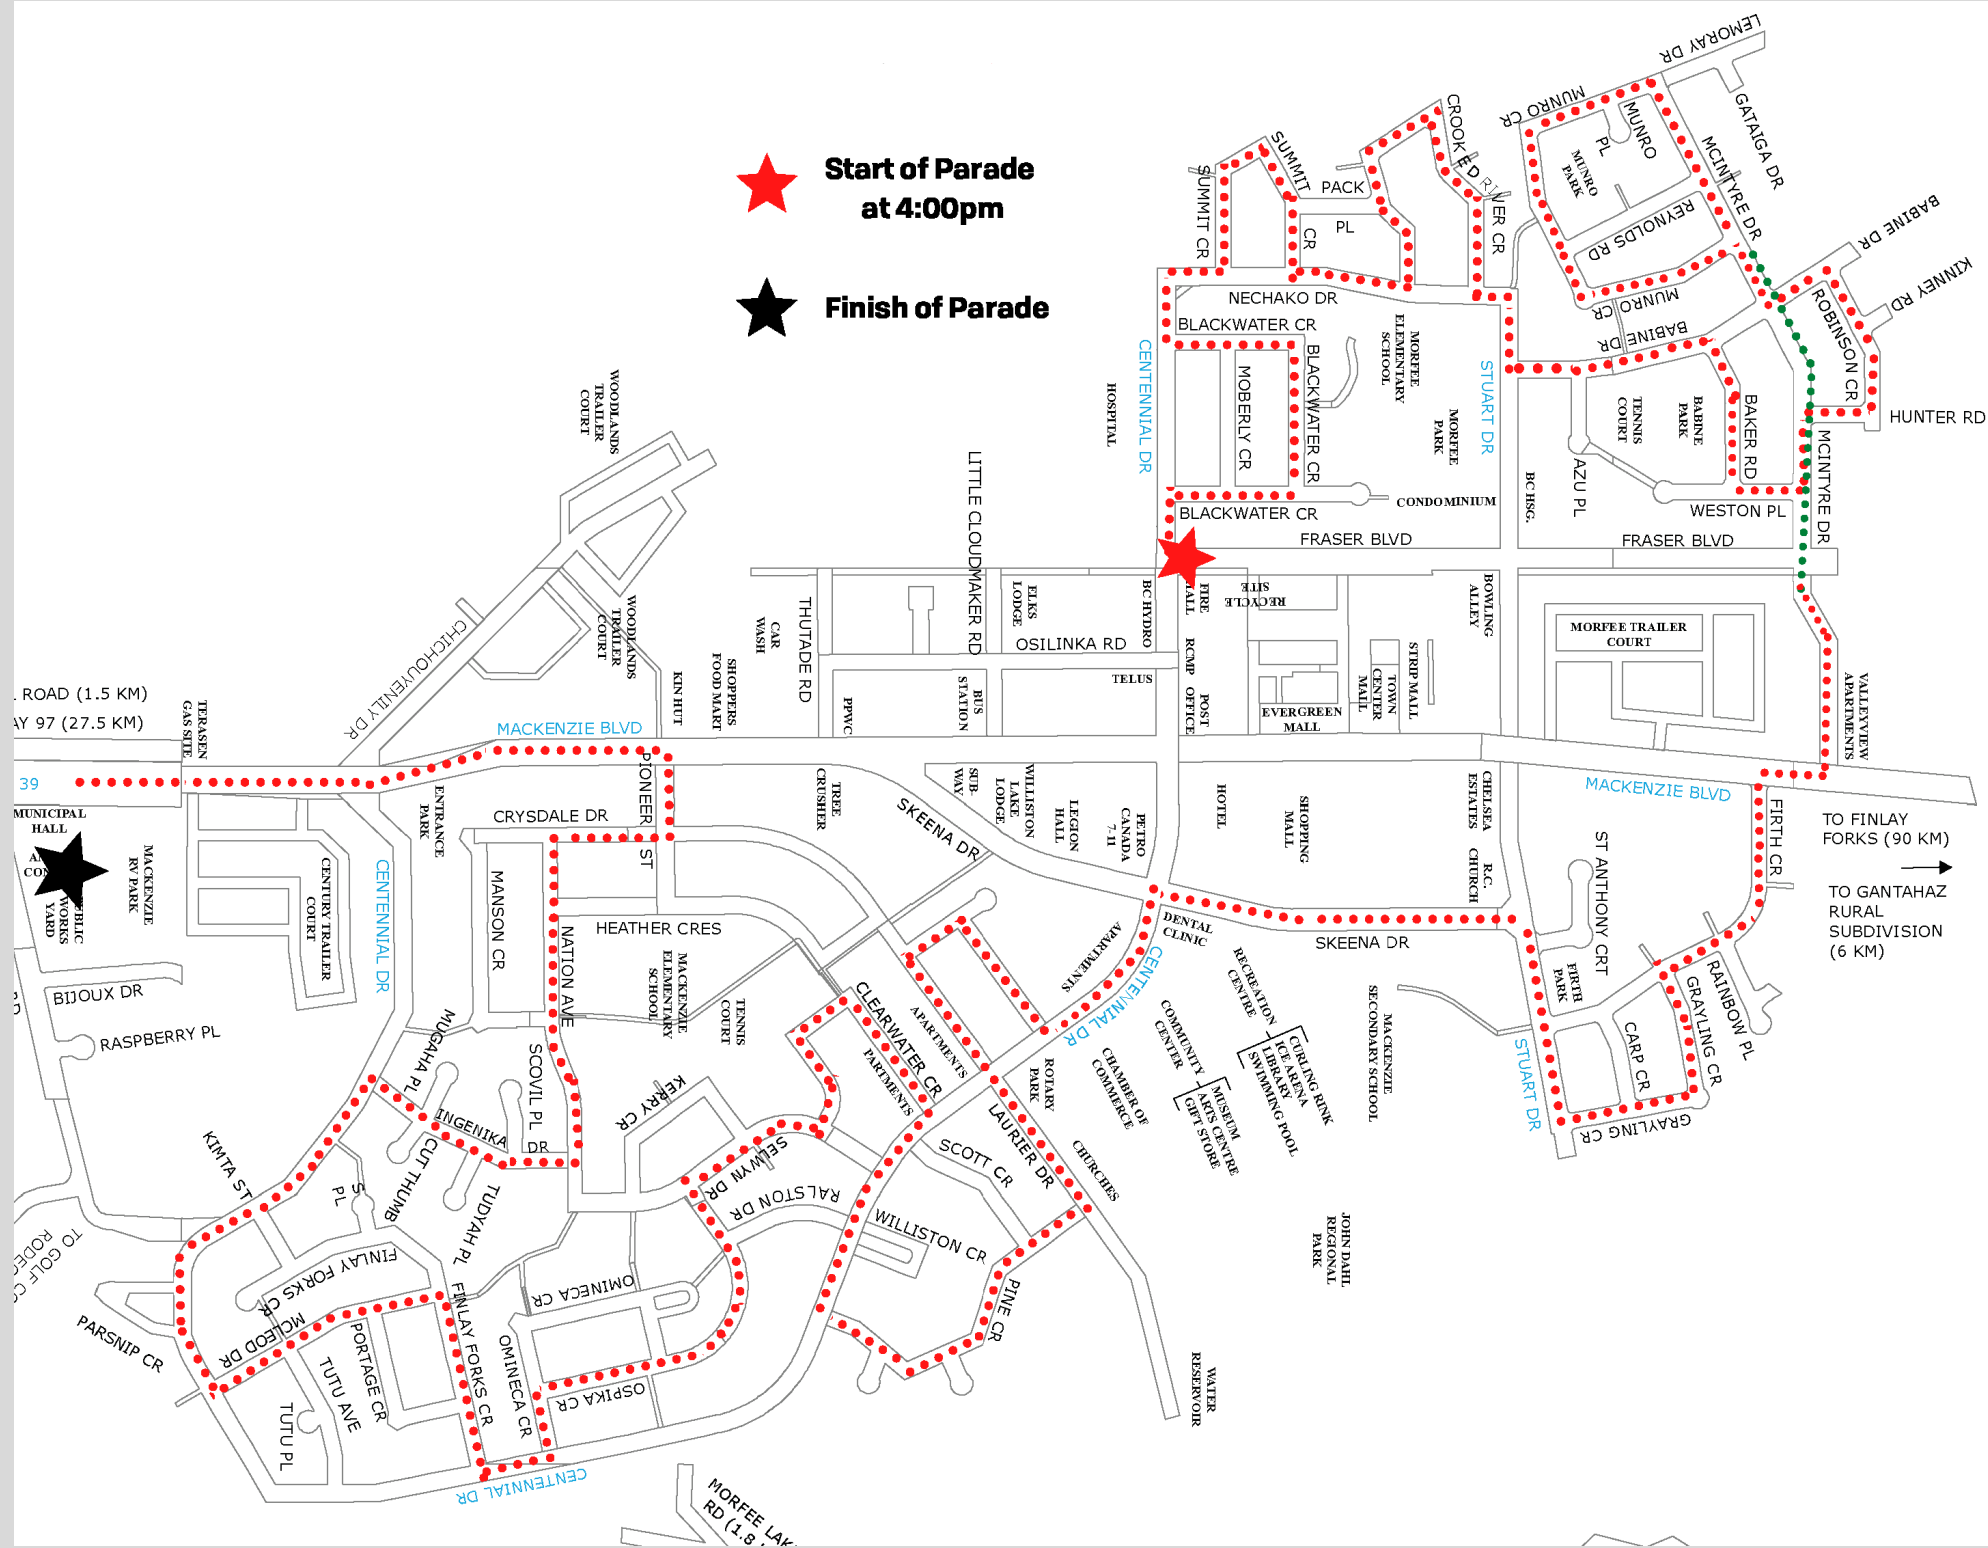 Start of Parade
at 4:00pm
Finish of Parade
LEMORAY DR
GATAIGA DR
MUNRO CR
MUNRO
PL
MUNRO
PARK
MCINTYRE DR
REYNOLDS RD
MUNRO CR
BABINE DR
BABINE DR
KINNEY RD
ROBINSON CR
HUNTER RD
BAKER RD
BABINE
PARK
TENNIS
COURT
MCINTYRE DR
WESTON PL
AZU PL
BC HSG.
FRASER BLVD
FRASER BLVD
CROOKED RIVER CR
SUMMIT
CR
SUMMIT CR
PACK
PL
NECHAKO DR
BLACKWATER CR
BLACKWATER CR
BLACKWATER CR
MOBERLY CR
CENTENNIAL DR
HOSPITAL
MORFEE
ELEMENTARY
SCHOOL
MORFEE
PARK
STUART DR
CONDOMINIUM
WOODLANDS
TRAILER
COURT
WOODLANDS
TRAILER
COURT
CHICHOUYENILY DR
LITTLE CLOUDMAKER RD
THUTADE RD
CAR
WASH
SHOPPERS
FOOD MART
KIN HUT
PPWC
BUS
STATION
ELKS
LODGE
OSILINKA RD
BC HYDRO
TELUS
FIRE
HALL
RCMP
POST
OFFICE
RECYCLE
SITE
EVERGREEN
MALL
TOWN
CENTER
MALL
STRIP MALL
BOWLING
ALLEY
MORFEE TRAILER
COURT
VALLEYVIEW
APARTMENTS
L ROAD (1.5 KM)
AY 97 (27.5 KM)
TERASEN
GAS SITE
MACKENZIE BLVD
MACKENZIE BLVD
39
MUNICIPAL
HALL
PUBLIC
WORKS
YARD
MACKENZIE
RV PARK
CENTURY TRAILER
COURT
CENTENNIAL DR
ENTRANCE
PARK
CRYSDALE DR
PIONEER
ST
MANSON CR
NATION AVE
HEATHER CRES
MACKENZIE
ELEMENTARY
SCHOOL
TENNIS
COURT
TREE
CRUSHER
SKEENA DR
SUB-
WAY
WILLISTON
LAKE
LODGE
LEGION
HALL
PETRO
CANADA
7-11
HOTEL
SHOPPING
MALL
CHELSEA
ESTATES
R.C.
CHURCH
SKEENA DR
DENTAL
CLINIC
APARTMENTS
CENTENNIAL DR
RECREATION
CENTRE
CURLING RINK
ICE ARENA
LIBRARY
SWIMMING POOL
COMMUNITY
CENTER
MUSEUM
ARTS CENTRE
GIFT STORE
CHAMBER OF
COMMERCE
ROTARY
PARK
MACKENZIE
SECONDARY SCHOOL
JOHN DAHL
REGIONAL
PARK
CHURCHES
WATER
RESERVOIR
ST ANTHONY CRT
FIRTH
PARK
FIRTH CR
RAINBOW PL
GRAYLING CR
CARP CR
GRAYLING CR
STUART DR
TO FINLAY
FORKS (90 KM)
TO GANTAHAZ
RURAL
SUBDIVISION
(6 KM)
BIJOUX DR
RASPBERRY PL
MUGAHA PL
SCOVIL PL
INGENIKA
DR
CUT THUMB
TUDYAH PL
KIMTA ST
S
PL
TO GOLF C
RODE
PARSNIP CR
FINLAY FORKS CR
MCLEOD DR
PORTAGE CR
TUTU AVE
TUTU PL
FINLAY FORKS CR
OMINECA CR
OMINECA CR
OSPIKA CR
CENTENNIAL DR
KERRY CR
SELWYN DR
RALSTON DR
CLEARWATER CR
APARTMENTS
PARTMENTS
LAURIER DR
SCOTT CR
WILLISTON CR
PINE CR
MORFEE LAK
RD (1.8